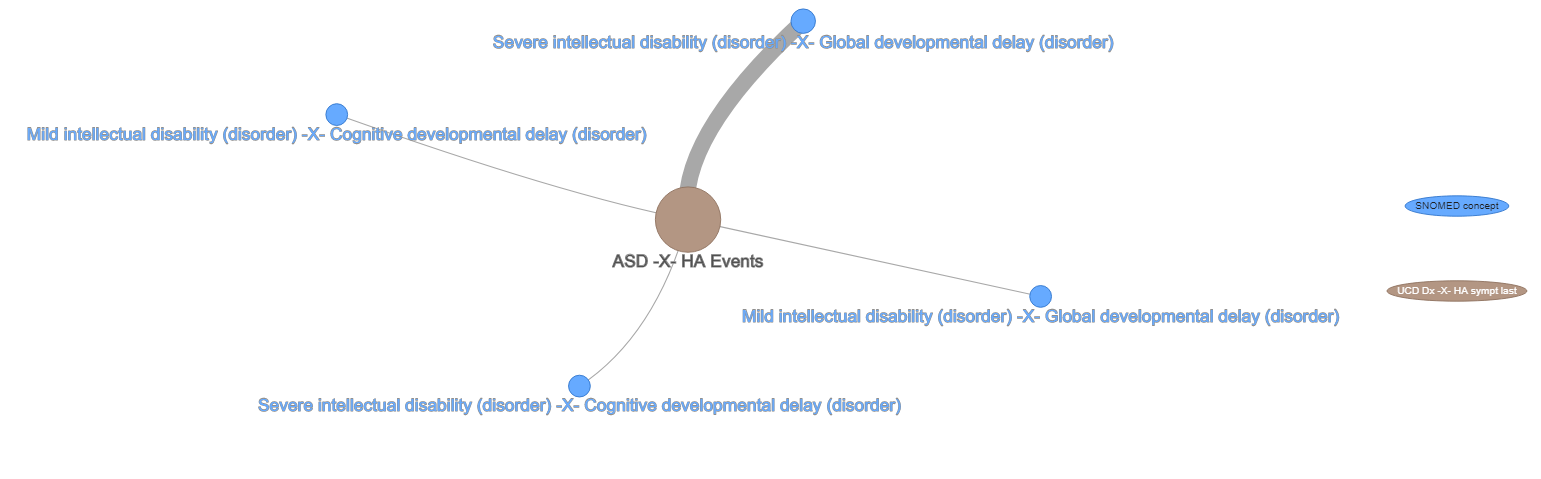 Severe intellectual disability (disorder) -X- Global developmental delay (disorder)
Mild intellectual disability (disorder) -X- Cognitive developmental delay (disorder)
SNOMED concept
ASD -X- HA Events
UCD Dx -X- HA sympt last
Mild intellectual disability (disorder) -X- Global developmental delay (disorder)
Severe intellectual disability (disorder) -X- Cognitive developmental delay (disorder)